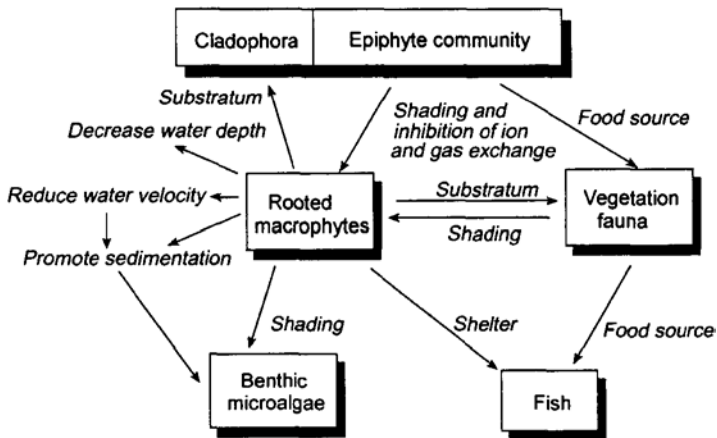 Cladophora
Epiphyte community
Substratum
Shading and
inhibition of ion
and gas exchange
Food source
Decrease water depth
Reduce water velocity
Rooted
macrophytes
Substratum
Shading
Vegetation
fauna
Promote sedimentation
Shading
Shelter
Food source
Benthic
microalgae
Fish